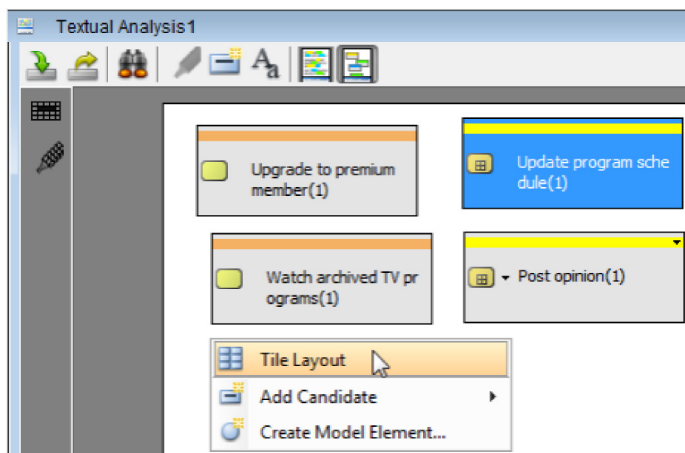 Textual Analysis1
Aa
Upgrade to premium
member(1)
Update program sche
dule(1)
Watch archived TV pr
ograms(1)
Post opinion(1)
Tile Layout
Add Candidate
Create Model Element...